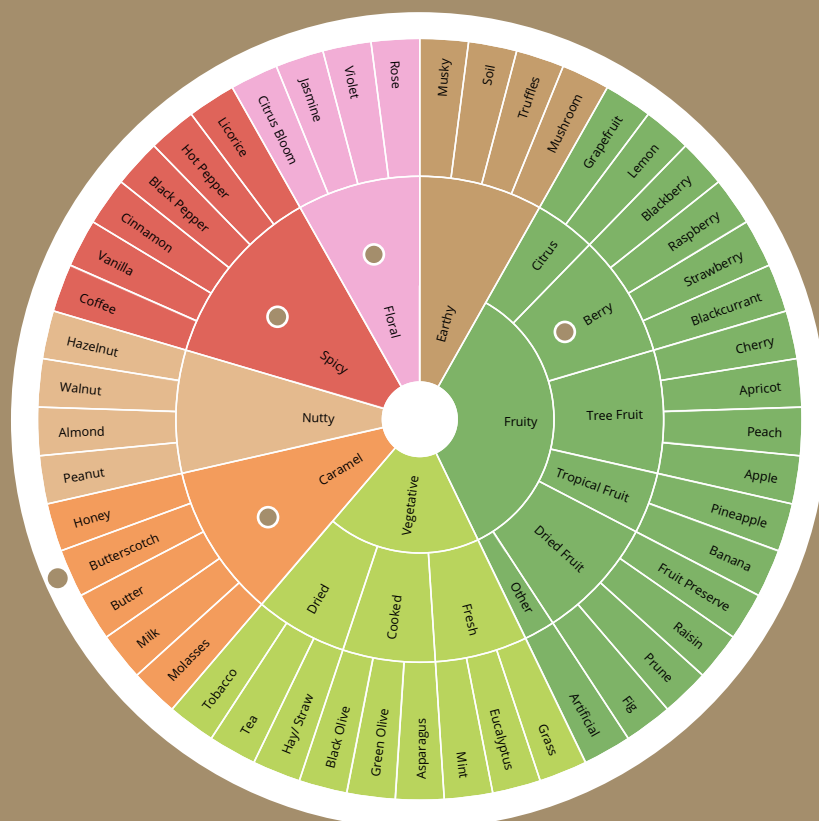 Musky
Soil
Truffles
Mushroom
Grapefruit
Lemon
Blackberry
Raspberry
Strawberry
Blackcurrant
Cherry
Apricot
Peach
Apple
Pineapple
Banana
Fruit Preserve
Raisin
Prune
Fig
Artificial
Grass
Eucalyptus
Mint
Asparagus
Green Olive
Black Olive
Hay/ Straw
Tea
Tobacco
Molasses
Milk
Butter
Butterscotch
Honey
Peanut
Almond
Walnut
Hazelnut
Coffee
Vanilla
Cinnamon
Black Pepper
Hot Pepper
Licorice
Citrus Bloom
Jasmine
Violet
Rose
Citrus
Berry
Tree Fruit
Tropical Fruit
Dried Fruit
Other
Fresh
Cooked
Dried
Earthy
Fruity
Vegetative
Caramel
Nutty
Spicy
Floral